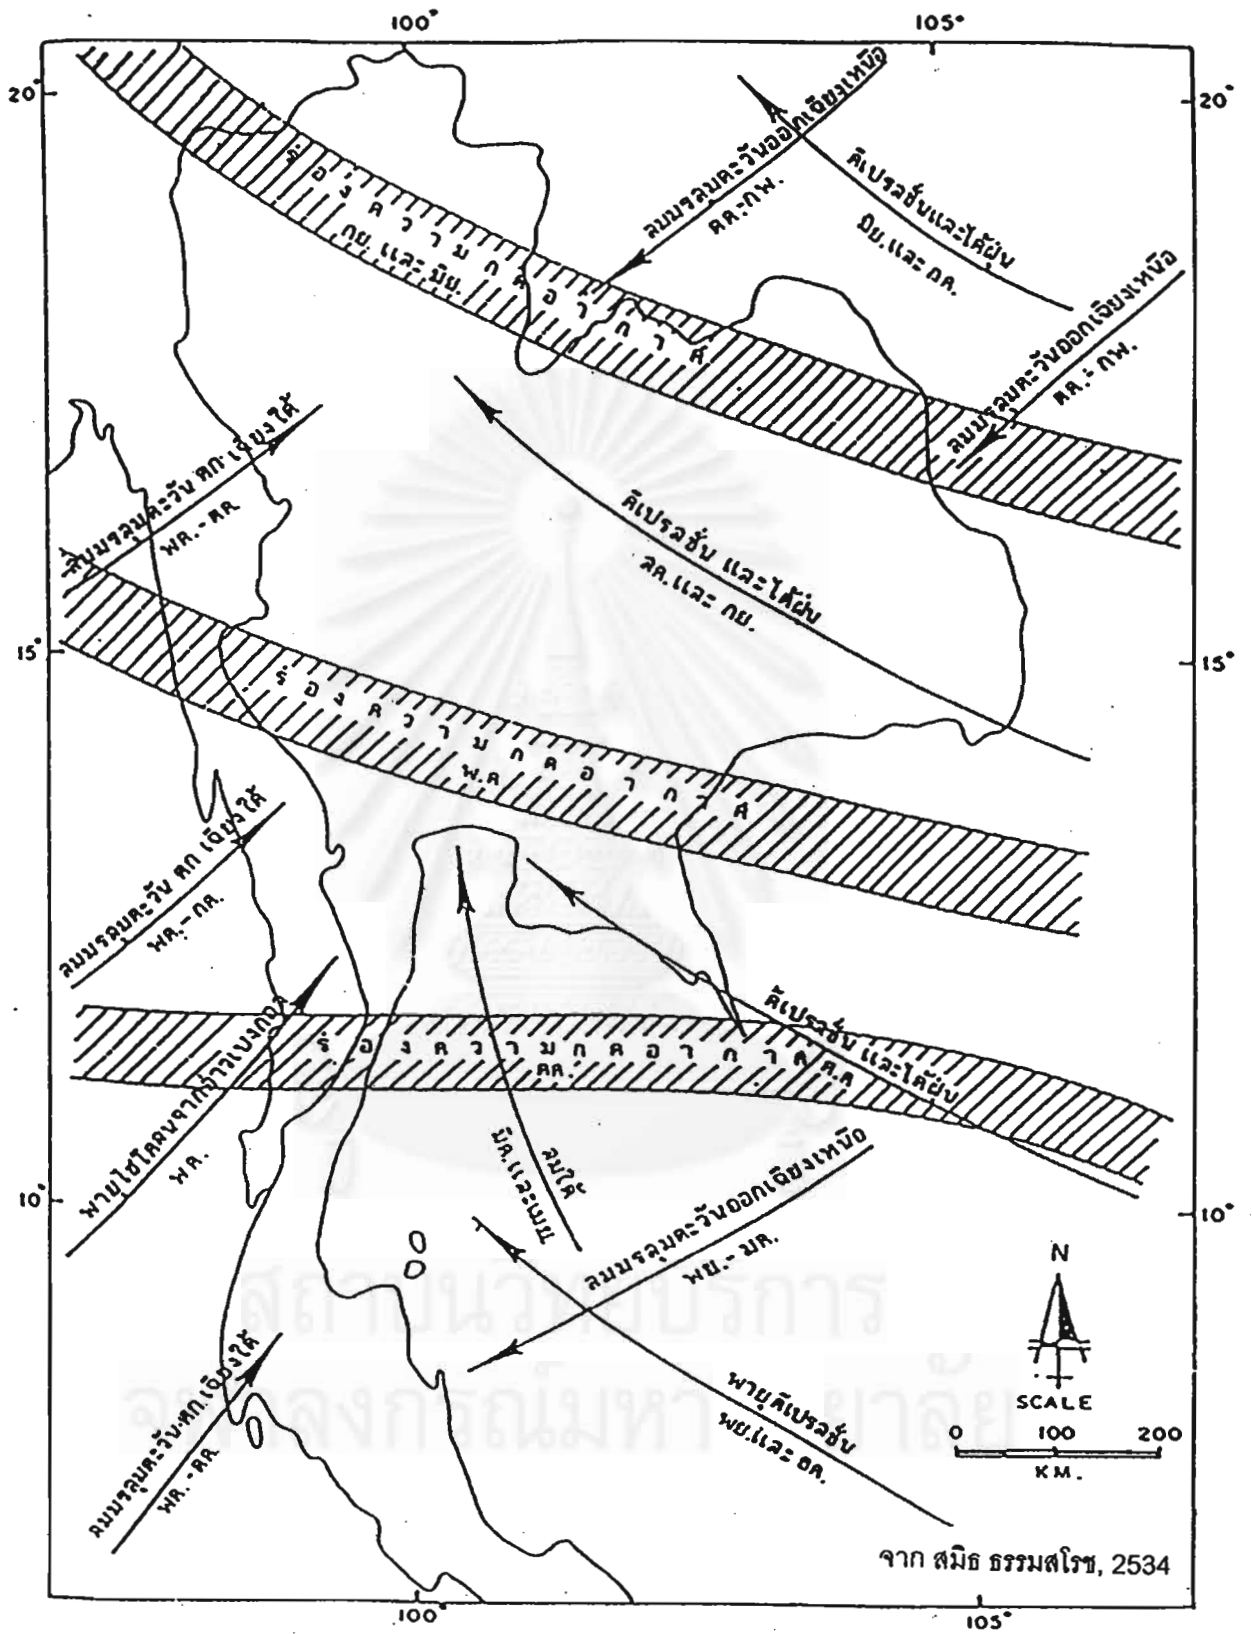 100°
105°
20°
20°
ลมมรสุมตะวันออกเฉียงเหนือ
ตค.-กพ.
ดีเปรสชั่นและไต้ฝุ่น
มิย.และ กค.
ร่องความกดอากาศ
กย. และ มิย.
ลมมรสุมตะวันออกเฉียงเหนือ
ตค.- กพ.
ลมมรสุมตะวัน ตก เฉียงใต้
พค.-ตค.
ดีเปรสชั่น และไต้ฝุ่น
สค.และ กย.
15°
15°
ร่องความกดอากาศ
พ.ค
ลมมรสุมตะวัน ตก เฉียงใต้
พค.-กค.
ดีเปรสชั่น และไต้ฝุ่น
ต.ค
ร่องความกดอากาศ
ตค.
พายุไซโคลนจากอ่าวเบงกอล
พ.ค.
ลมใต้
มีค.และเมย.
ลมมรสุมตะวันออกเฉียงเหนือ
พย.- มค.
10°
10°
สถาบันวิทยบริการ
ลมมรสุมตะวันตก.เฉียงใต้
พค.-ตค.
พายุดีเปรสชั่น
พย.และ ธค.
N
SCALE
0 100 200
KM.
จาก สมิธ ธรรมสโรช, 2534
100°
105°